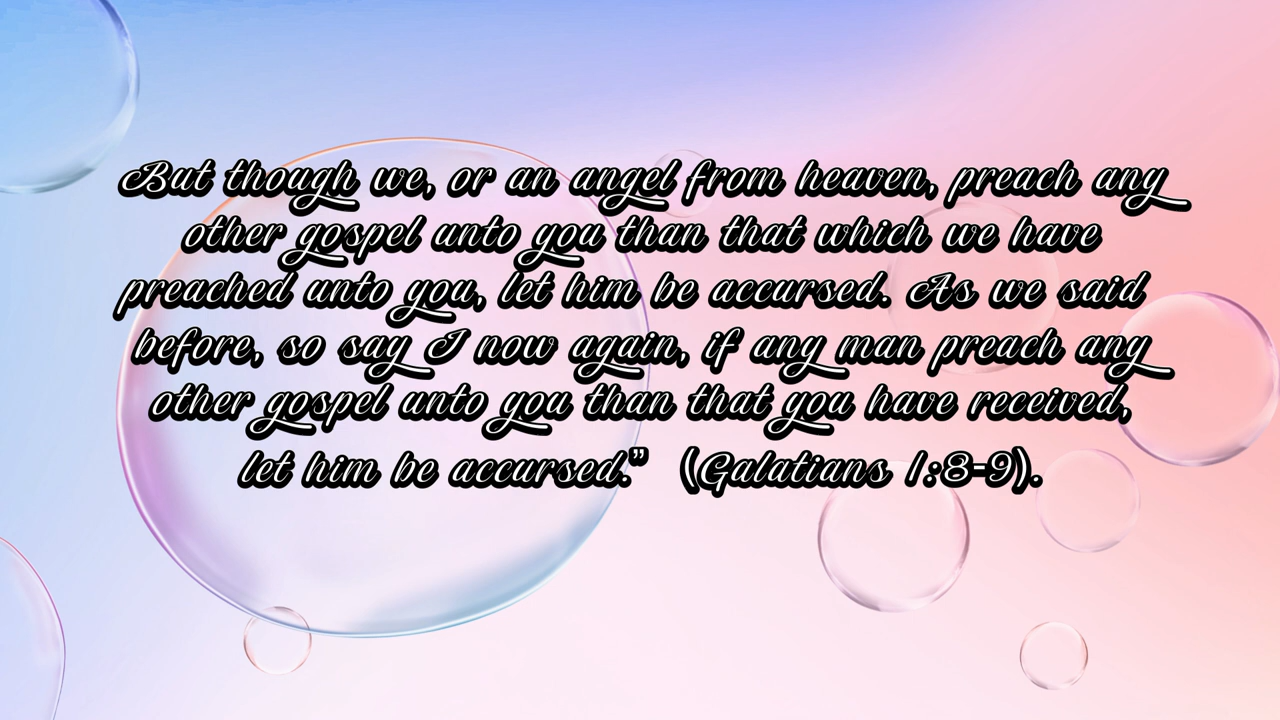 But though we, or an angel from heaven, preach any
other gospel unto you than that which we have
preached unto you, let him be accursed. As we said
before, so say I now again, if any man preach any
other gospel unto you than that you have received,
let him be accursed.” (Galatians 1:8-9).